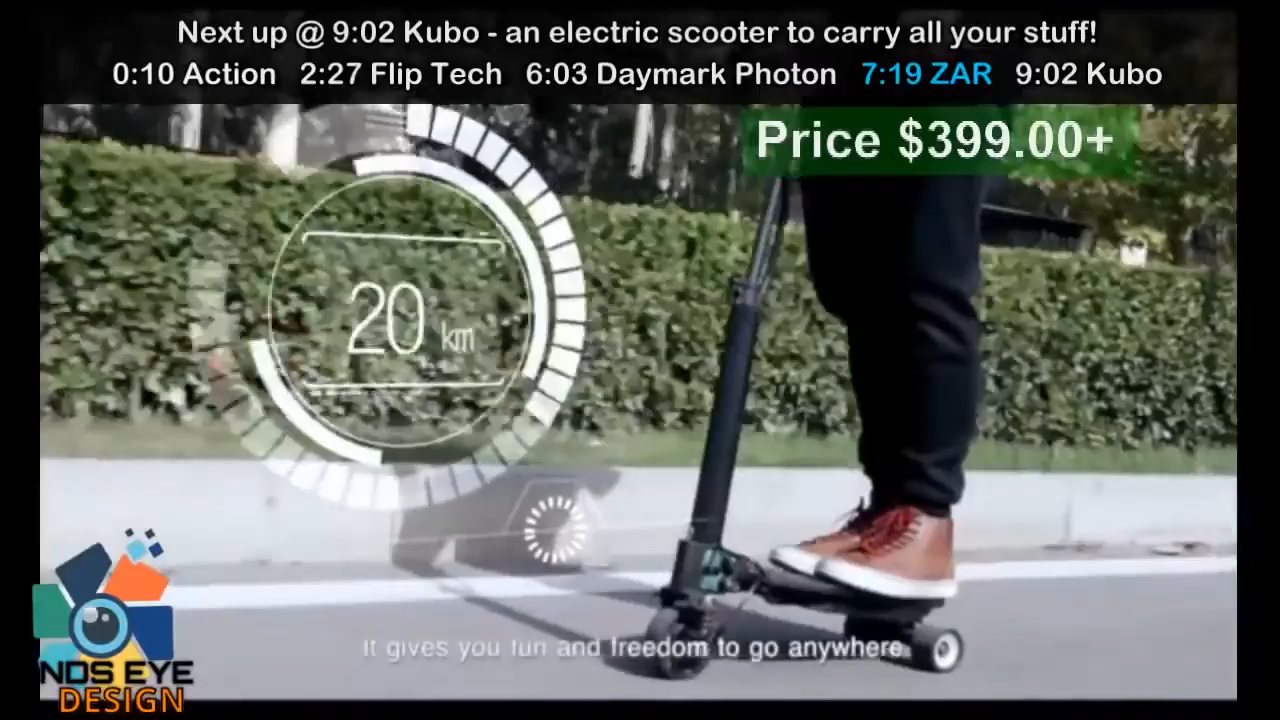 Next up @ 9:02 Kubo - an electric scooter to carry all your stuff!
0:10 Action 2:27 Flip Tech 6:03 Daymark Photon 7:19 ZAR 9:02 Kubo
Price $399.00+
20 km
It gives you fun and freedom to go anywhere.
NDS EYE
DESIGN